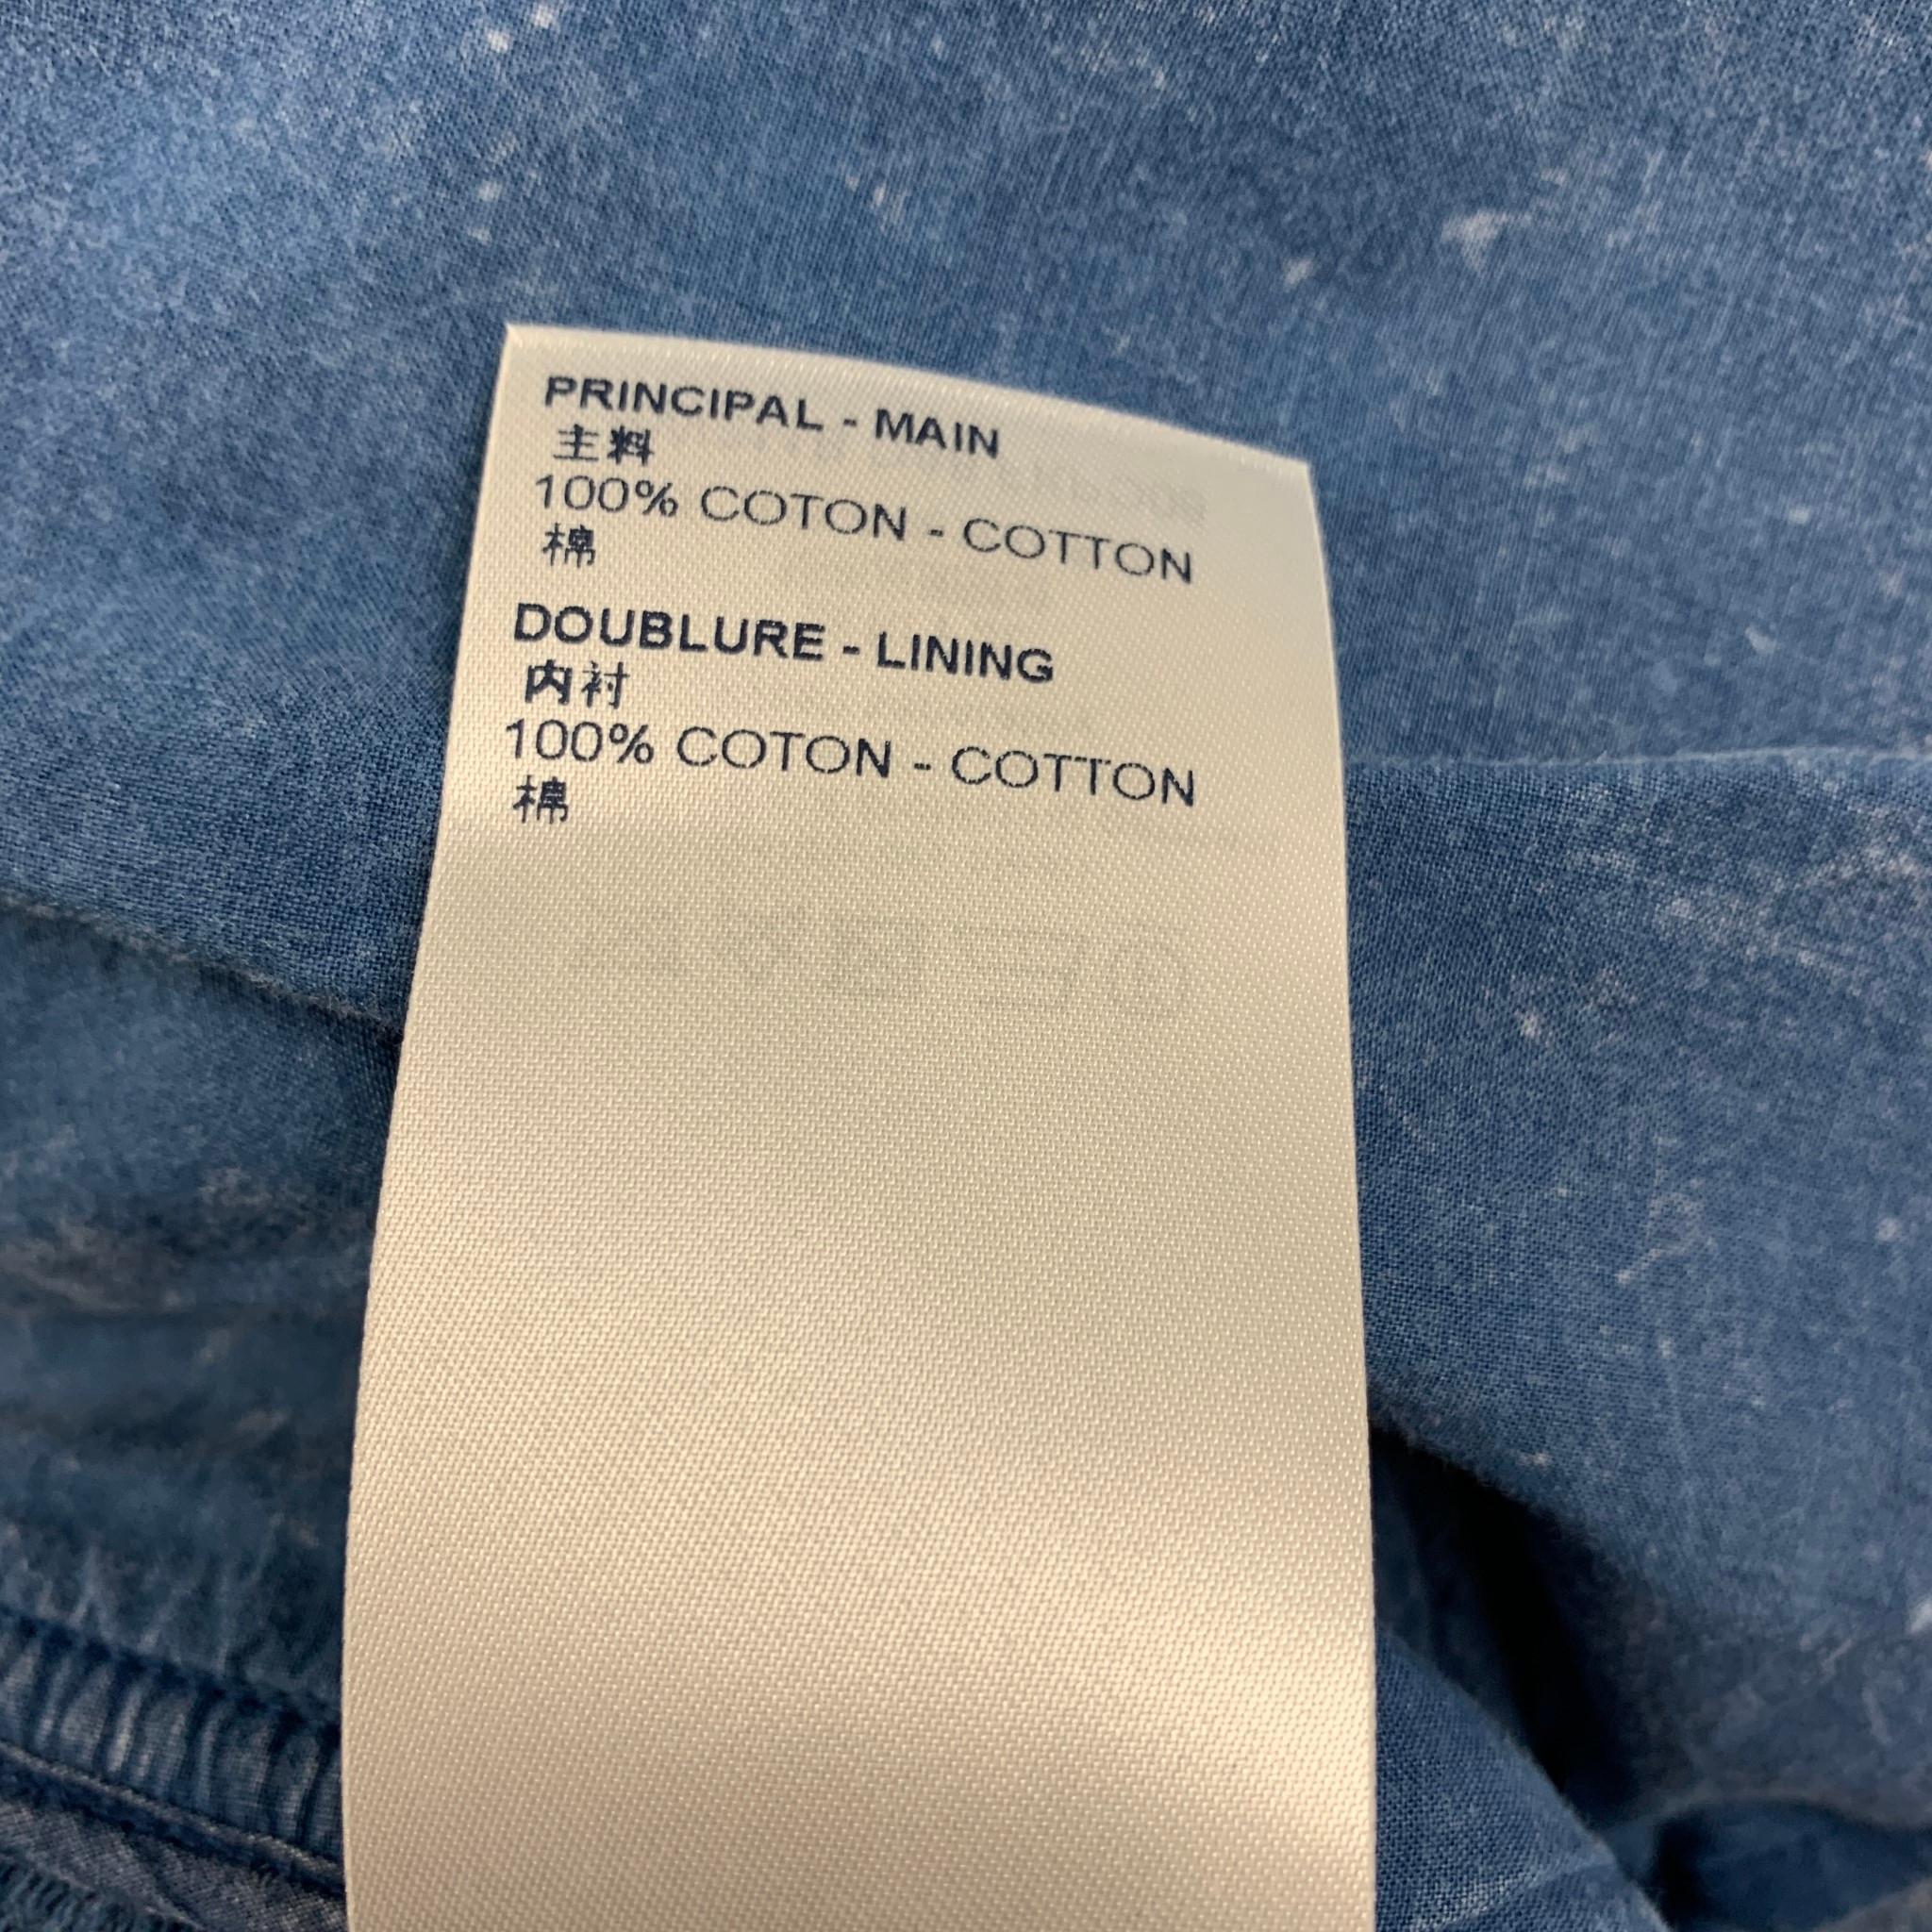 PRINCIPAL - MAIN
主料
100% COTON - COTTON
棉
DOUBLURE - LINING
内衬
100% COTON - COTTON
棉